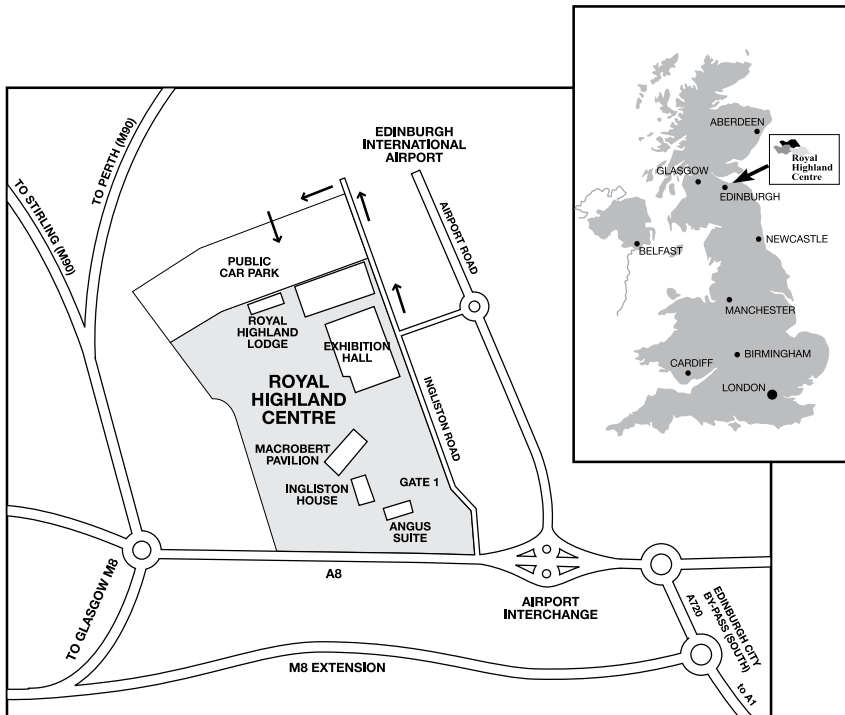 EDINBURGH
INTERNATIONAL
AIRPORT
TO PERTH (M90)
TO STIRLING (M90)
AIRPORT ROAD
PUBLIC
CAR PARK
ROYAL
HIGHLAND
LODGE
EXHIBITION
HALL
ROYAL
HIGHLAND
CENTRE
INGLISTON ROAD
MACROBERT
PAVILION
INGLISTON
HOUSE
GATE 1
ANGUS
SUITE
A8
AIRPORT
INTERCHANGE
TO GLASGOW M8
M8 EXTENSION
A720
EDINBURGH CITY
BY-PASS (SOUTH)
to A1
ABERDEEN
Royal
Highland
Centre
GLASGOW
EDINBURGH
BELFAST
NEWCASTLE
MANCHESTER
BIRMINGHAM
CARDIFF
LONDON